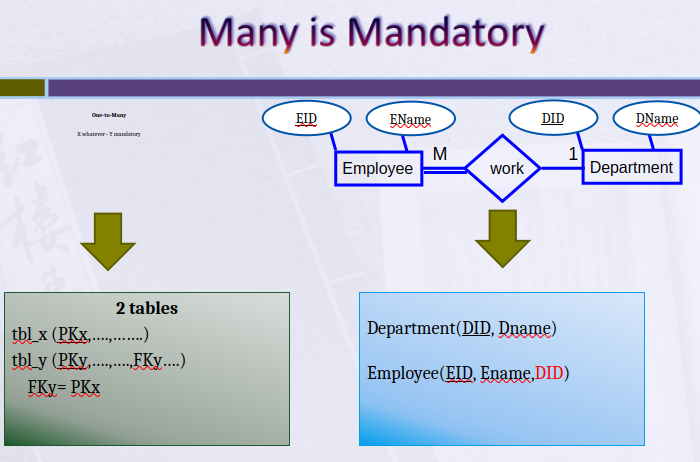 Many is Mandatory
One-to-Many
X whatever - Y mandatory
EID
EName
DID
DName
Employee
M
work
1
Department
2 tables
tbl_x (PKx,....,…….)
tbl_y (PKy,….,….,FKy….)
FKy= PKx
Department(DID, Dname)
Employee(EID, Ename,DID)